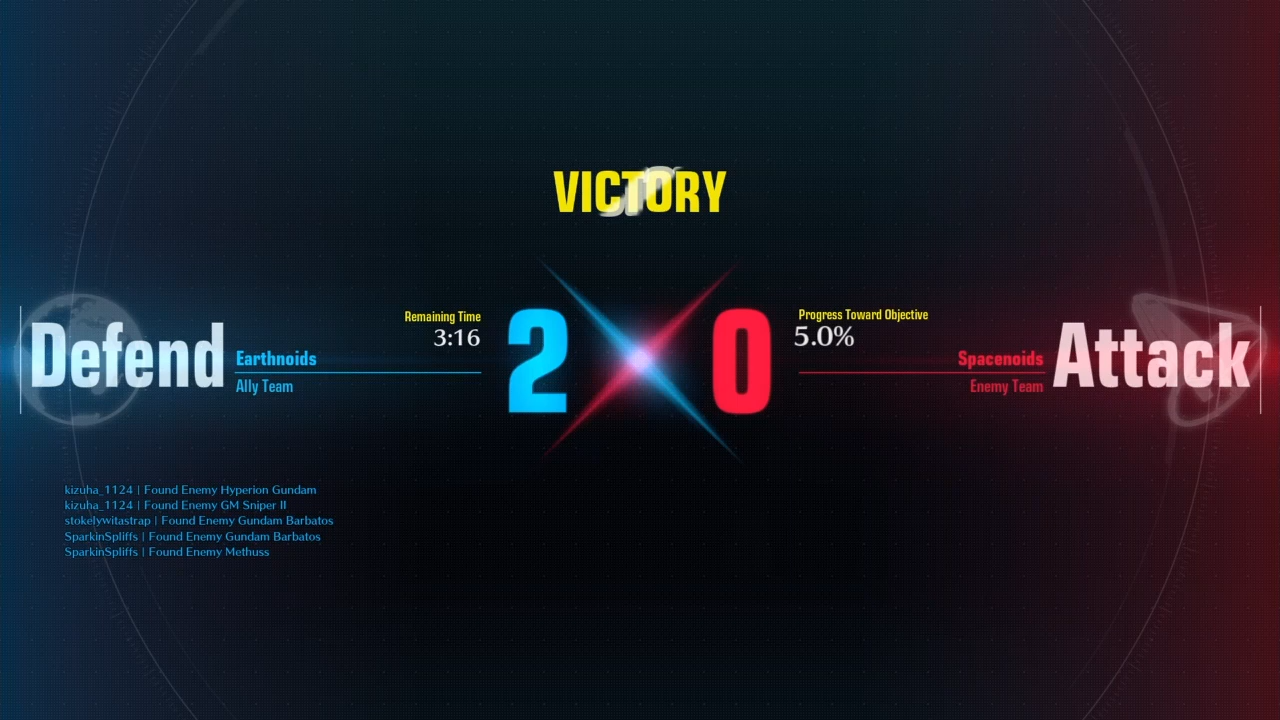 VICTORY
Remaining Time
3:16
2
0
Progress Toward Objective
5.0%
Defend
Earthnoids
Ally Team
Spacenoids
Enemy Team
Attack
kizuha_1124 | Found Enemy Hyperion Gundam
kizuha_1124 | Found Enemy GM Sniper II
stokelywitastrap | Found Enemy Gundam Barbatos
SparkinSpliffs | Found Enemy Gundam Barbatos
SparkinSpliffs | Found Enemy Methuss